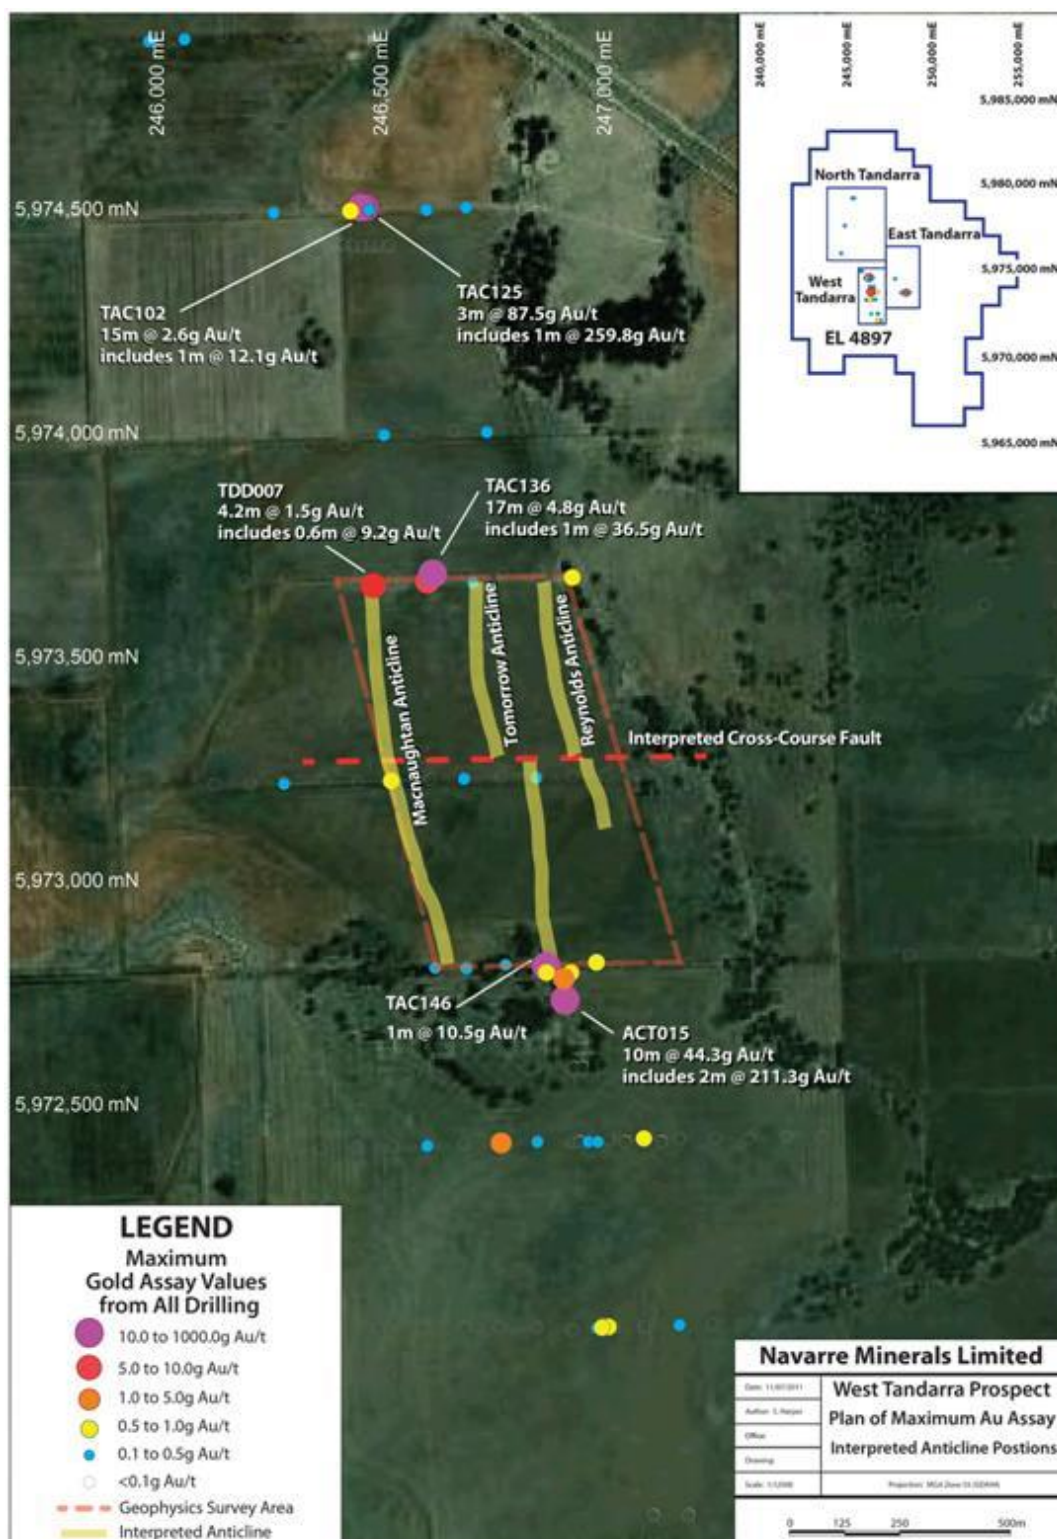 246,000 mE
246,500 mE
247,000 mE
240,000 mE
245,000 mE
250,000 mE
255,000 mE
5,985,000 mN
North Tandarra
5,980,000 mN
East Tandarra
5,975,000 mN
West
Tandarra
EL 4897
5,970,000 mN
5,965,000 mN
5,974,500 mN
TAC102
15m @ 2.6g Au/t
includes 1m @ 12.1g Au/t
TAC125
3m @ 87.5g Au/t
includes 1m @ 259.8g Au/t
5,974,000 mN
TDD007
4.2m @ 1.5g Au/t
includes 0.6m @ 9.2g Au/t
TAC136
17m @ 4.8g Au/t
includes 1m @ 36.5g Au/t
5,973,500 mN
Macnaughtan Anticline
Tomorrow Anticline
Reynolds Anticline
Interpreted Cross-Course Fault
5,973,000 mN
TAC146
1m @ 10.5g Au/t
ACT015
10m @ 44.3g Au/t
includes 2m @ 211.3g Au/t
5,972,500 mN
LEGEND
Maximum
Gold Assay Values
from All Drilling
10.0 to 1000.0g Au/t
5.0 to 10.0g Au/t
1.0 to 5.0g Au/t
0.5 to 1.0g Au/t
0.1 to 0.5g Au/t
<0.1g Au/t
Geophysics Survey Area
Interpreted Anticline
Navarre Minerals Limited
Date:
West Tandarra Prospect
Author:
Plan of Maximum Au Assay
Office:
Interpreted Anticline Postions
Drawing:
Scale:
Projection: MGA Zone
0 125 250 500m